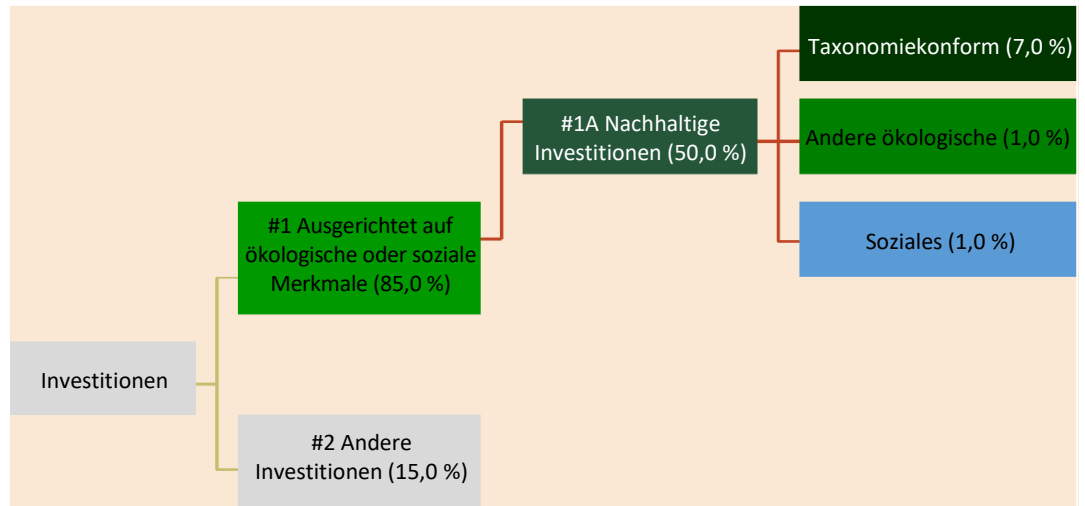 Taxonomiekonform (7,0 %)
#1A Nachhaltige
Investitionen (50,0 %)
Andere ökologische (1,0 %)
#1 Ausgerichtet auf
ökologische oder soziale
Merkmale (85,0 %)
Soziales (1,0 %)
Investitionen
#2 Andere
Investitionen (15,0 %)